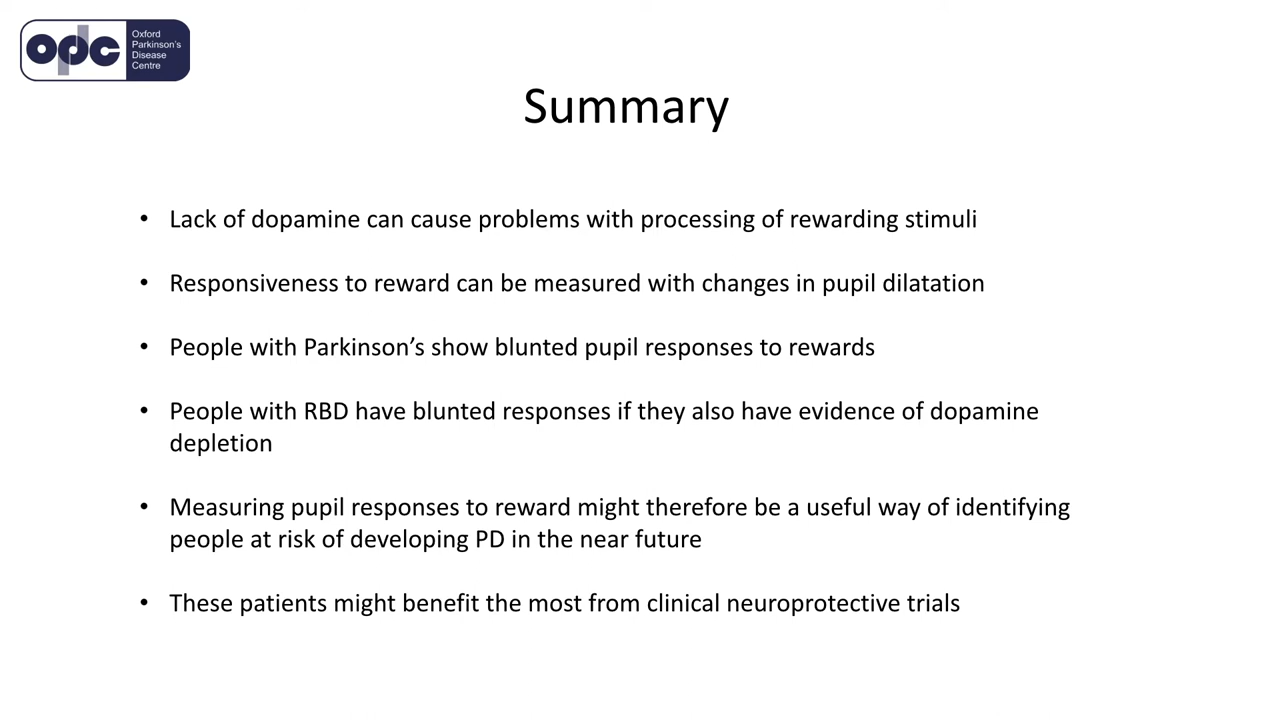 opdc
Oxford
Parkinson's
Disease
Centre
Summary
• Lack of dopamine can cause problems with processing of rewarding stimuli
• Responsiveness to reward can be measured with changes in pupil dilatation
• People with Parkinson’s show blunted pupil responses to rewards
• People with RBD have blunted responses if they also have evidence of dopamine
depletion
• Measuring pupil responses to reward might therefore be a useful way of identifying
people at risk of developing PD in the near future
• These patients might benefit the most from clinical neuroprotective trials